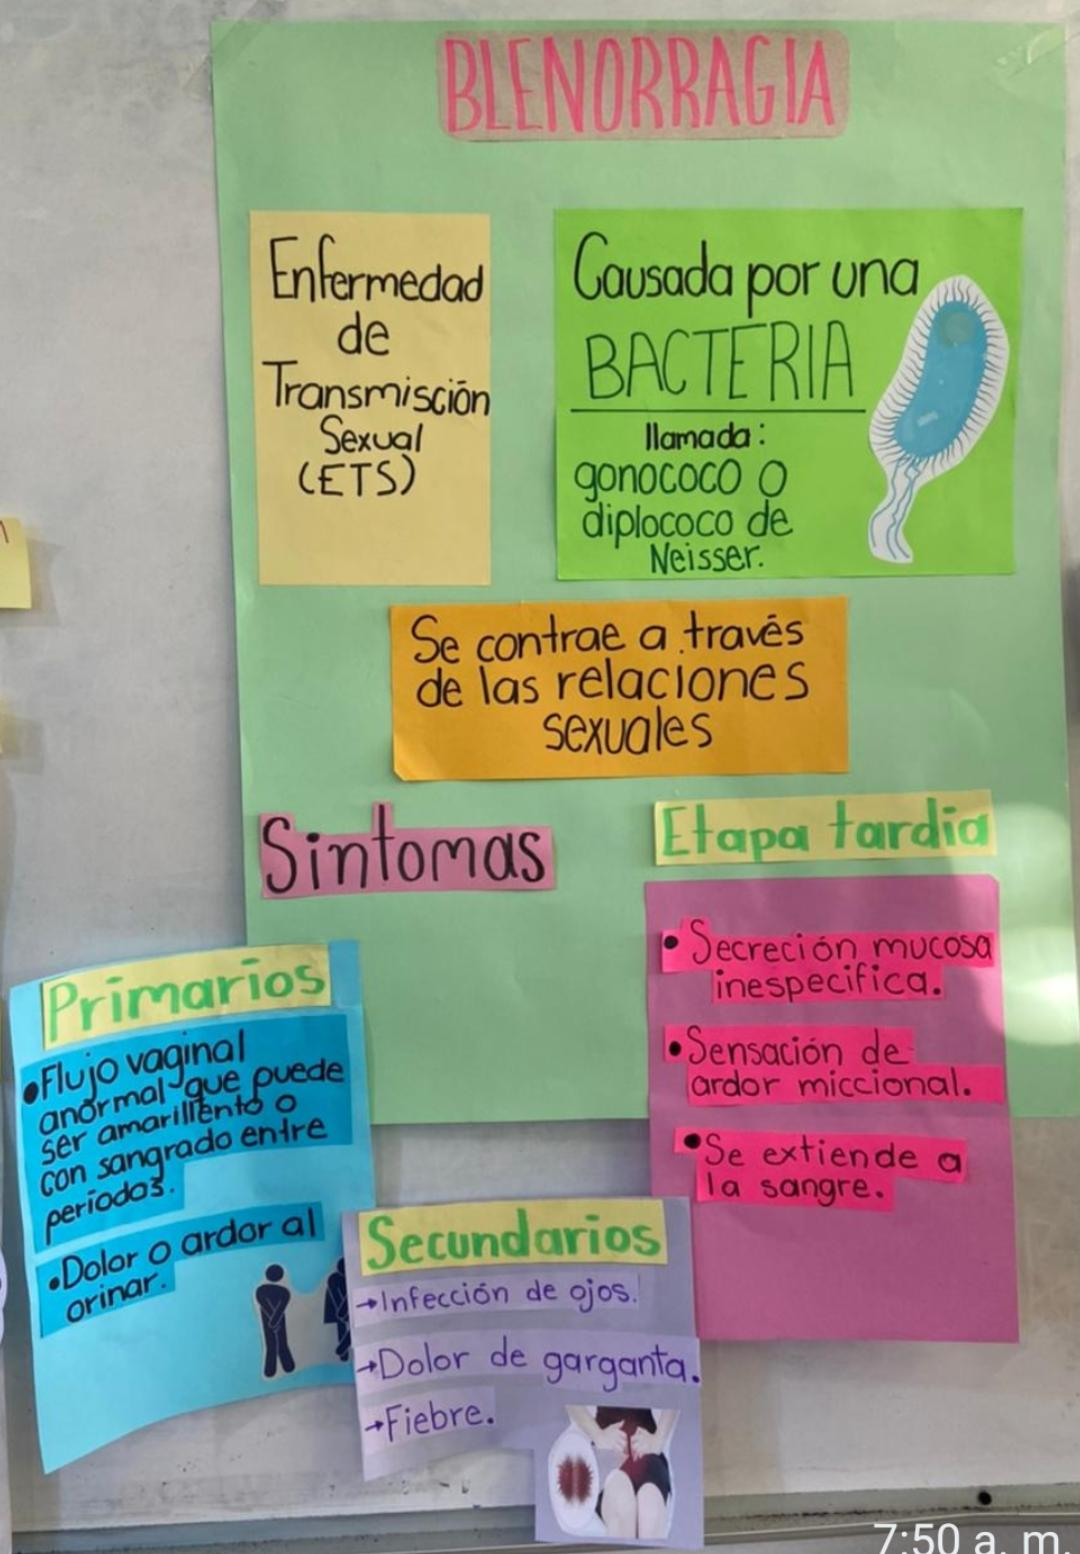 BLENORRAGIA
Enfermedad
de
Transmisción
Sexual
(ETS)
Causada por una
BACTERIA
llamada:
gonococo o
diplococo de
Neisser.
Se contrae a través
de las relaciones
sexuales
Sintomas
Etapa tardia
Primarios
• Flujo vaginal
anormal que puede
ser amarillento o
con sangrado entre
periodos.
• Dolor o ardor al
orinar.
Secundarios
→Infección de ojos.
→Dolor de garganta.
→Fiebre.
• Secreción mucosa
inespecifica.
• Sensación de
ardor miccional.
• Se extiende a
la sangre.
7:50 a. m.